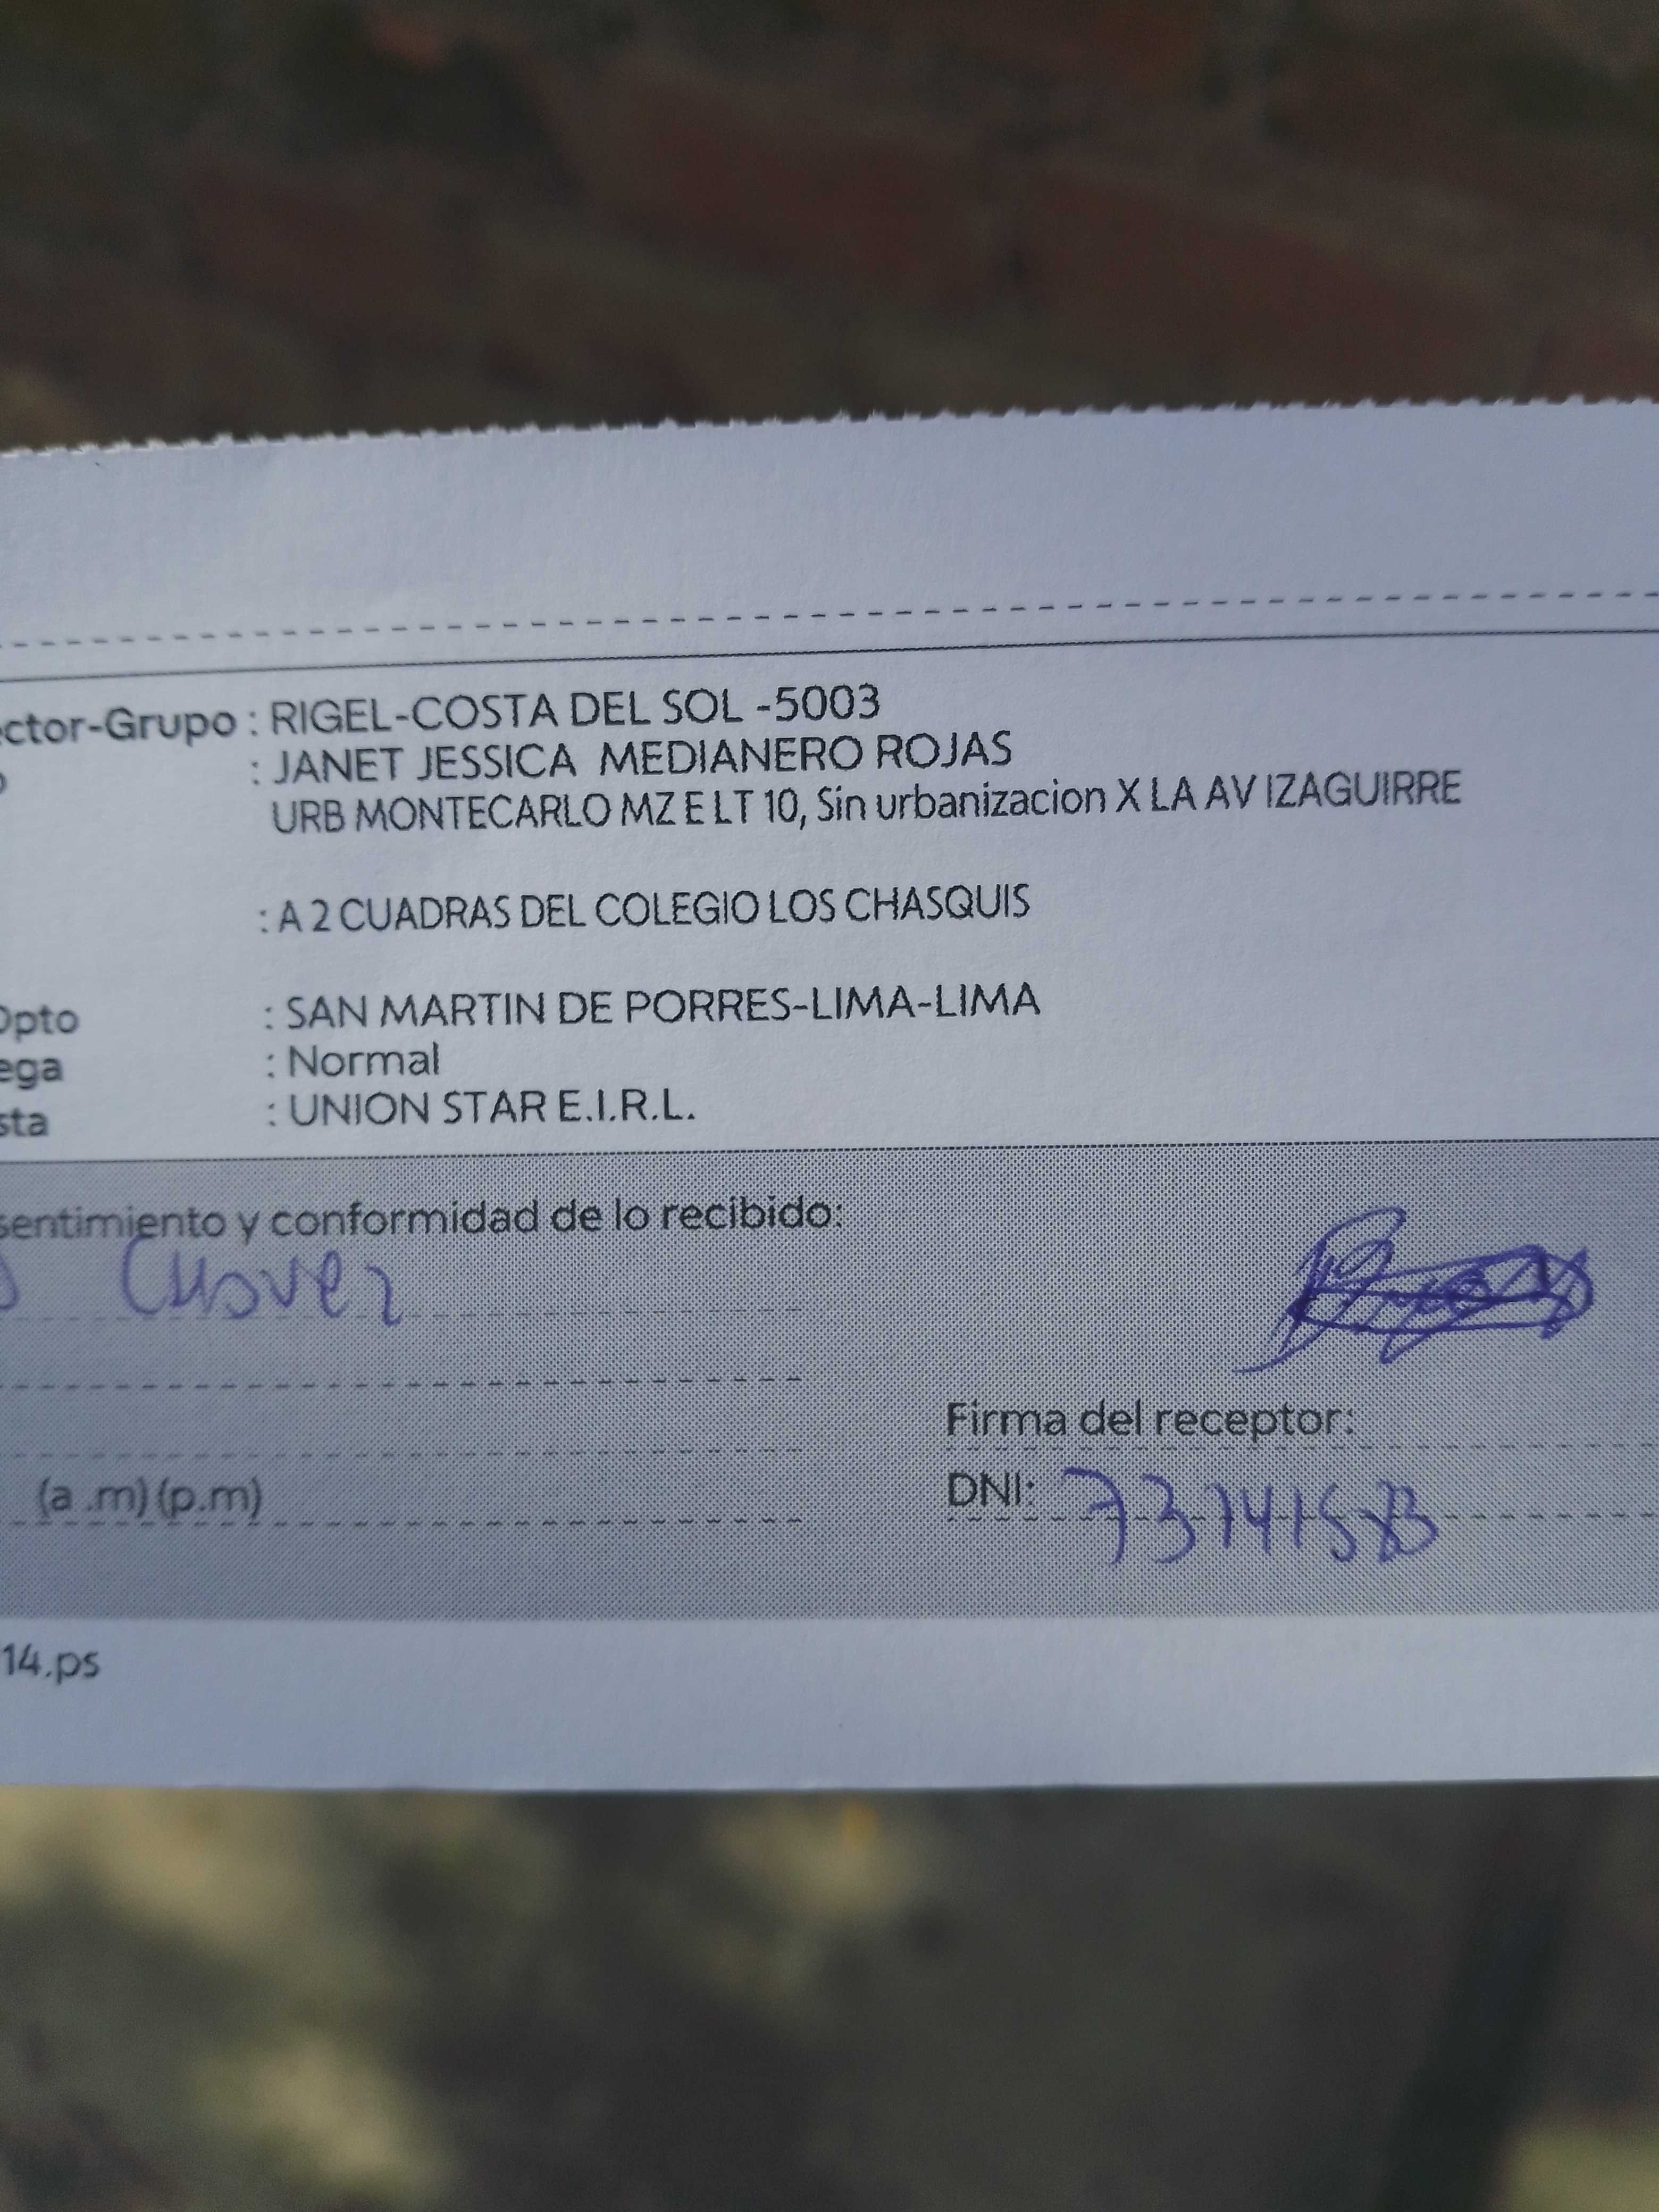 ector-Grupo : RIGEL-COSTA DEL SOL -5003
o : JANET JESSICA MEDIANERO ROJAS
URB MONTECARLO MZ E LT 10, Sin urbanizacion X LA AV IZAGUIRRE
: A 2 CUADRAS DEL COLEGIO LOS CHASQUIS
Dpto : SAN MARTIN DE PORRES-LIMA-LIMA
ega : Normal
sta : UNION STAR E.I.R.L.
sentimiento y conformidad de lo recibido:
Firma del receptor:
(a .m) (p.m)
DNI:
14.ps